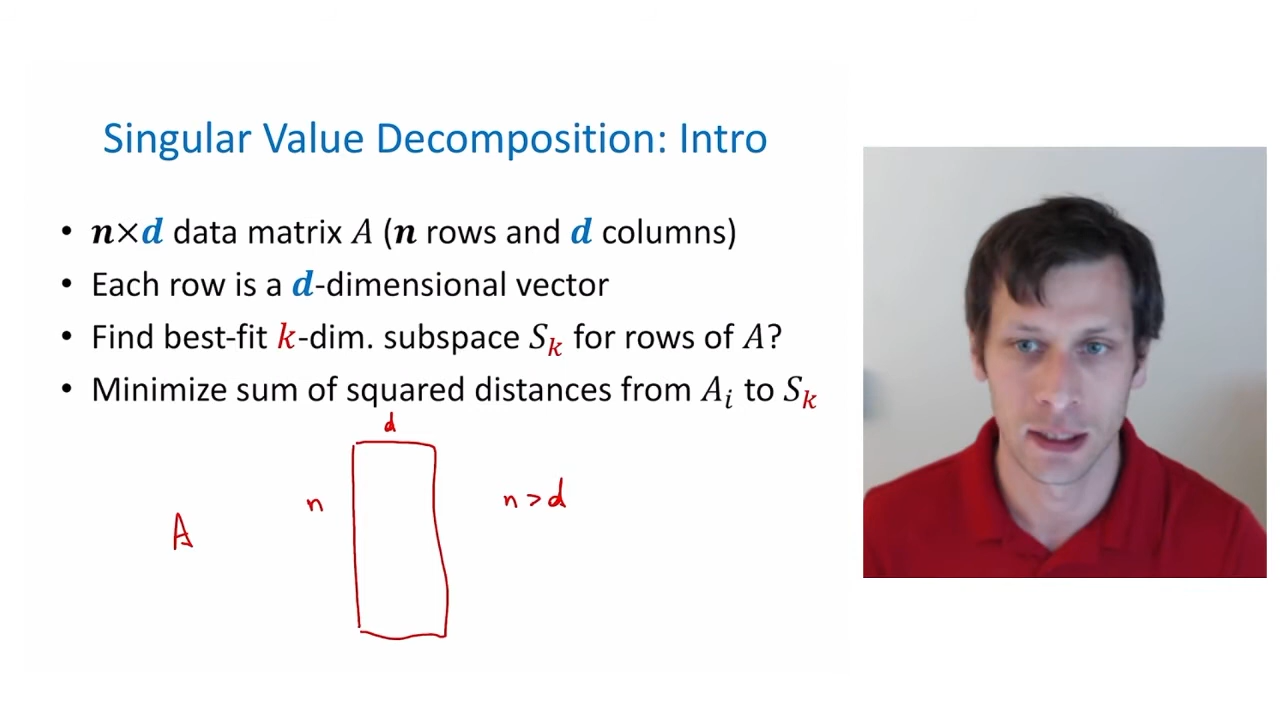 Singular Value Decomposition: Intro
• n×d data matrix A (n rows and d columns)
• Each row is a d-dimensional vector
• Find best-fit k-dim. subspace Sₖ for rows of A?
• Minimize sum of squared distances from Aᵢ to Sₖ
d
n
n > d
A